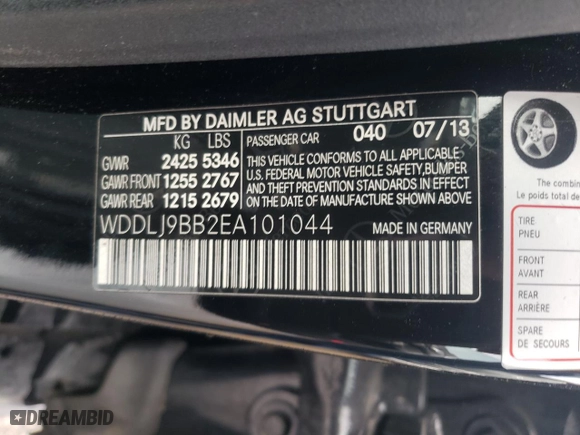 MFD BY DAIMLER AG STUTTGART
KG LBS
GVWR 2425 5346
GAWR FRONT 1255 2767
GAWR REAR 1215 2679
PASSENGER CAR 040 07/13
THIS VEHICLE CONFORMS TO ALL APPLICABLE
U.S. FEDERAL MOTOR VEHICLE SAFETY, BUMPER
AND THEFT PREVENTION STANDARDS IN EFFECT
ON THE DATE OF MANUFACTURE SHOWN ABOVE
WDDLJ9BB2EA101044
MADE IN GERMANY
The combin
Le poids total de
TIRE
PNEU
FRONT
AVANT
REAR
ARRIÈRE
SPARE
DE SECOURS
DREAMBID